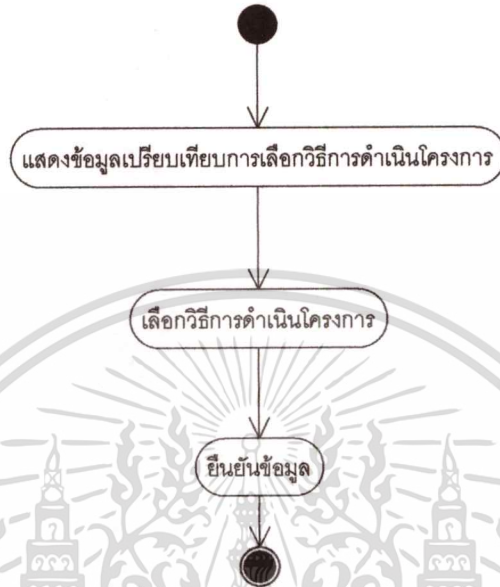 แสดงข้อมูลเปรียบเทียบการเลือกวิธีการดำเนินโครงการ
เลือกวิธีการดำเนินโครงการ
ยืนยันข้อมูล